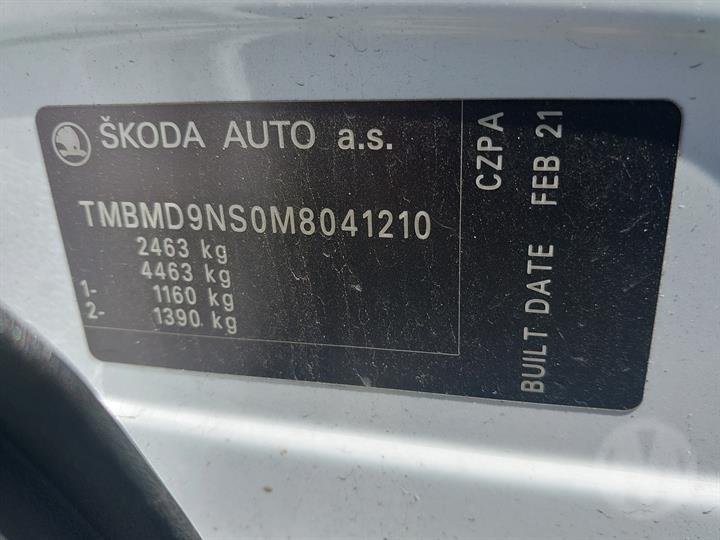 ŠKODA AUTO a.s.
TMBMD9NS0M8041210
2463 kg
4463 kg
1- 1160 kg
2- 1390 kg
CZPA
BUILT DATE FEB 21